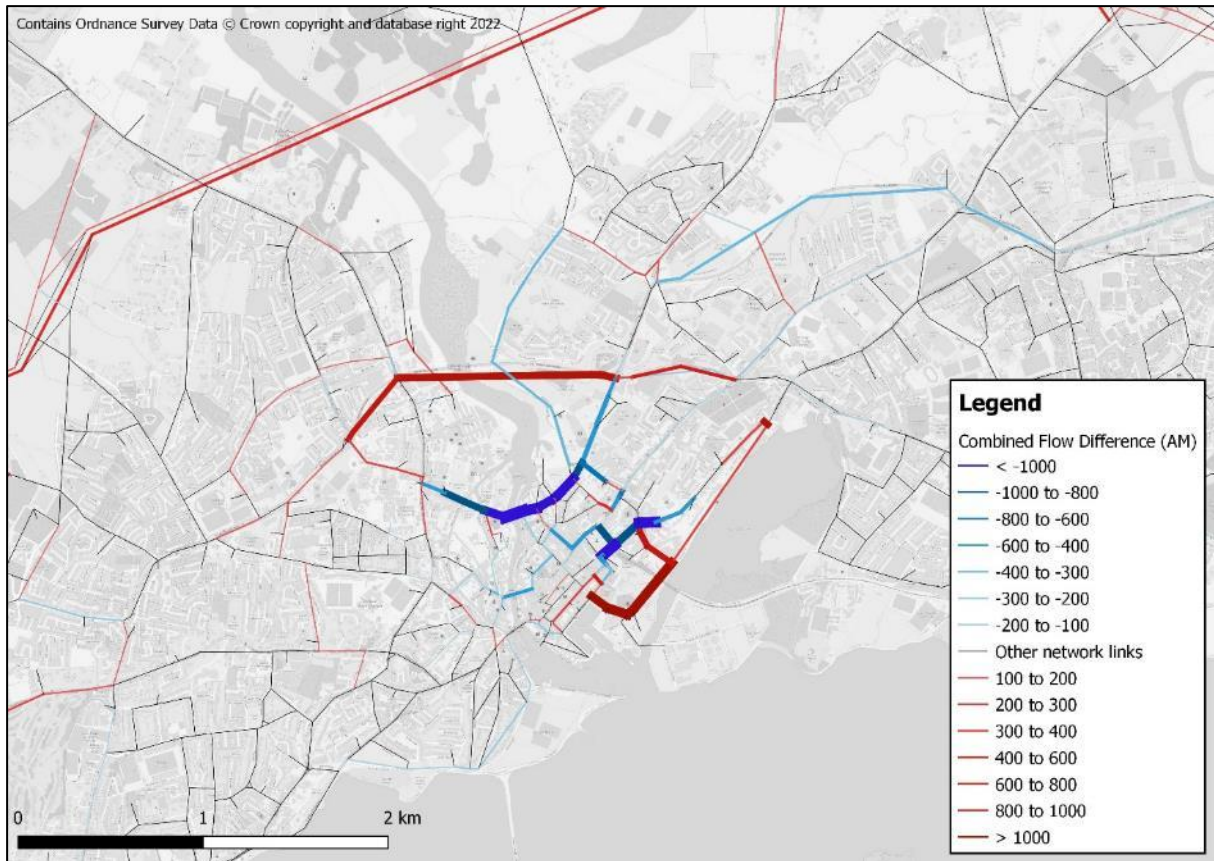 Contains Ordnance Survey Data © Crown copyright and database right 2022
Legend
Combined Flow Difference (AM)
< -1000
-1000 to -800
-800 to -600
-600 to -400
-400 to -300
-300 to -200
-200 to -100
Other network links
100 to 200
200 to 300
300 to 400
400 to 600
600 to 800
800 to 1000
> 1000
0 1 2 km